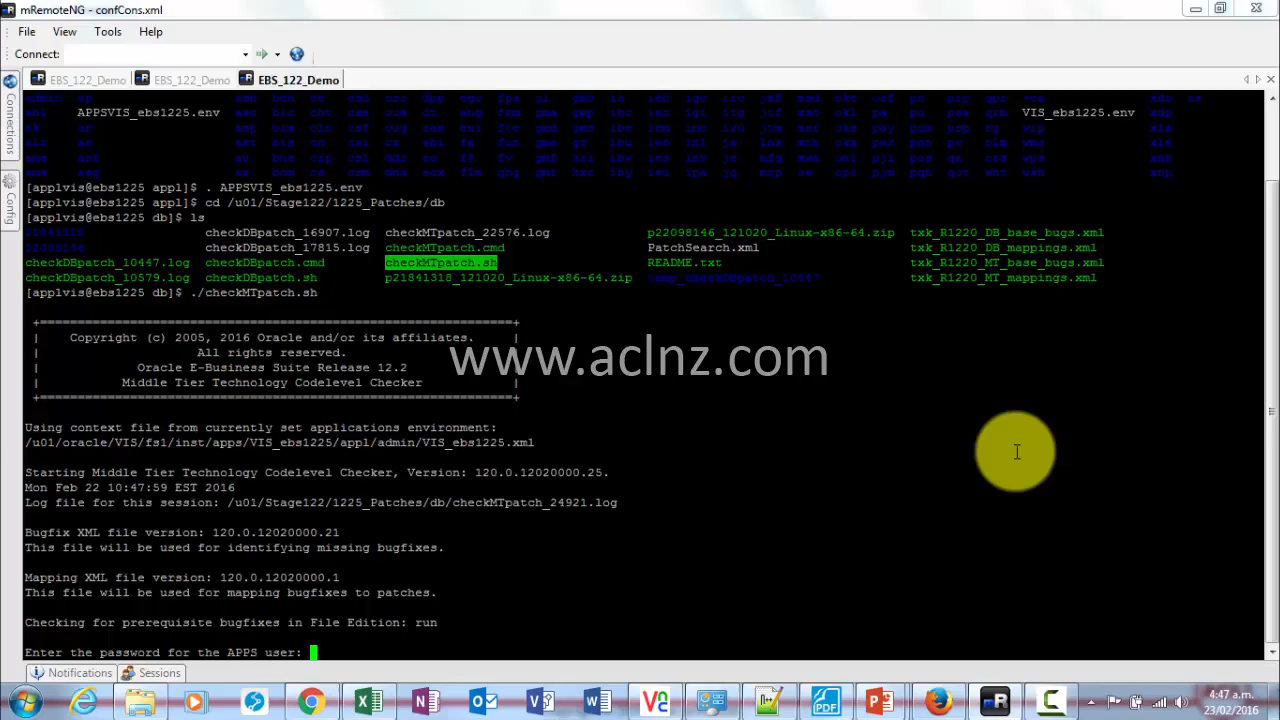 mRemoteNG - confCons.xml
File View Tools Help
Connect:
EBS_122_Demo EBS_122_Demo EBS_122_Demo
Connections
Config
APPSVIS_ebs1225.env VIS_ebs1225.env
[applvis@ebs1225 appl]$ . APPSVIS_ebs1225.env
[applvis@ebs1225 appl]$ cd /u01/Stage122/1225_Patches/db
[applvis@ebs1225 db]$ ls
21841318 checkDBpatch_16907.log checkMTpatch_22576.log p22098146_121020_Linux-x86-64.zip txk_R1220_DB_base_bugs.xml
22098146 checkDBpatch_17815.log checkMTpatch.cmd PatchSearch.xml txk_R1220_DB_mappings.xml
checkDBpatch_10447.log checkDBpatch.cmd checkMTpatch.sh README.txt txk_R1220_MT_base_bugs.xml
checkDBpatch_10579.log checkDBpatch.sh p21841318_121020_Linux-x86-64.zip temp_checkDBpatch_10447 txk_R1220_MT_mappings.xml
[applvis@ebs1225 db]$ ./checkMTpatch.sh
+===============================================================+
| Copyright (c) 2005, 2016 Oracle and/or its affiliates. |
| All rights reserved. |
| Oracle E-Business Suite Release 12.2 |
| Middle Tier Technology Codelevel Checker |
+===============================================================+
www.aclnz.com
Using context file from currently set applications environment:
/u01/oracle/VIS/fs1/inst/apps/VIS_ebs1225/appl/admin/VIS_ebs1225.xml
Starting Middle Tier Technology Codelevel Checker, Version: 120.0.12020000.25.
Mon Feb 22 10:47:59 EST 2016
Log file for this session: /u01/Stage122/1225_Patches/db/checkMTpatch_24921.log
Bugfix XML file version: 120.0.12020000.21
This file will be used for identifying missing bugfixes.
Mapping XML file version: 120.0.12020000.1
This file will be used for mapping bugfixes to patches.
Checking for prerequisite bugfixes in File Edition: run
Enter the password for the APPS user:
Notifications Sessions
4:47 a.m.
23/02/2016